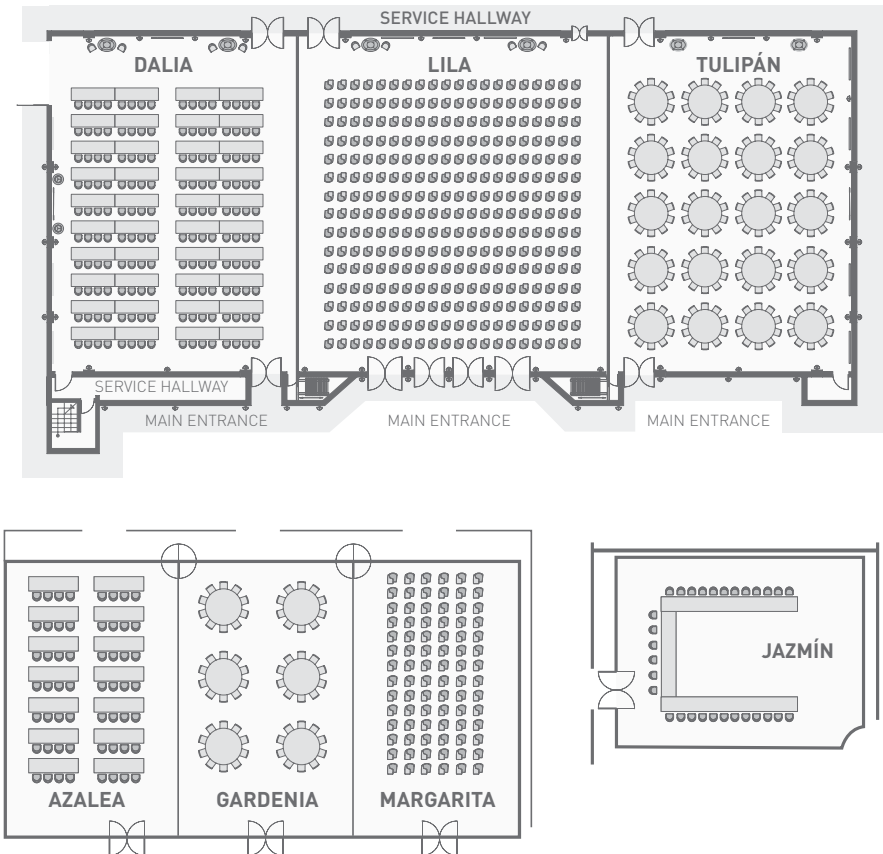 SERVICE HALLWAY
DALIA
LILA
TULIPÁN
SERVICE HALLWAY
MAIN ENTRANCE
MAIN ENTRANCE
MAIN ENTRANCE
JAZMÍN
AZALEA
GARDENIA
MARGARITA